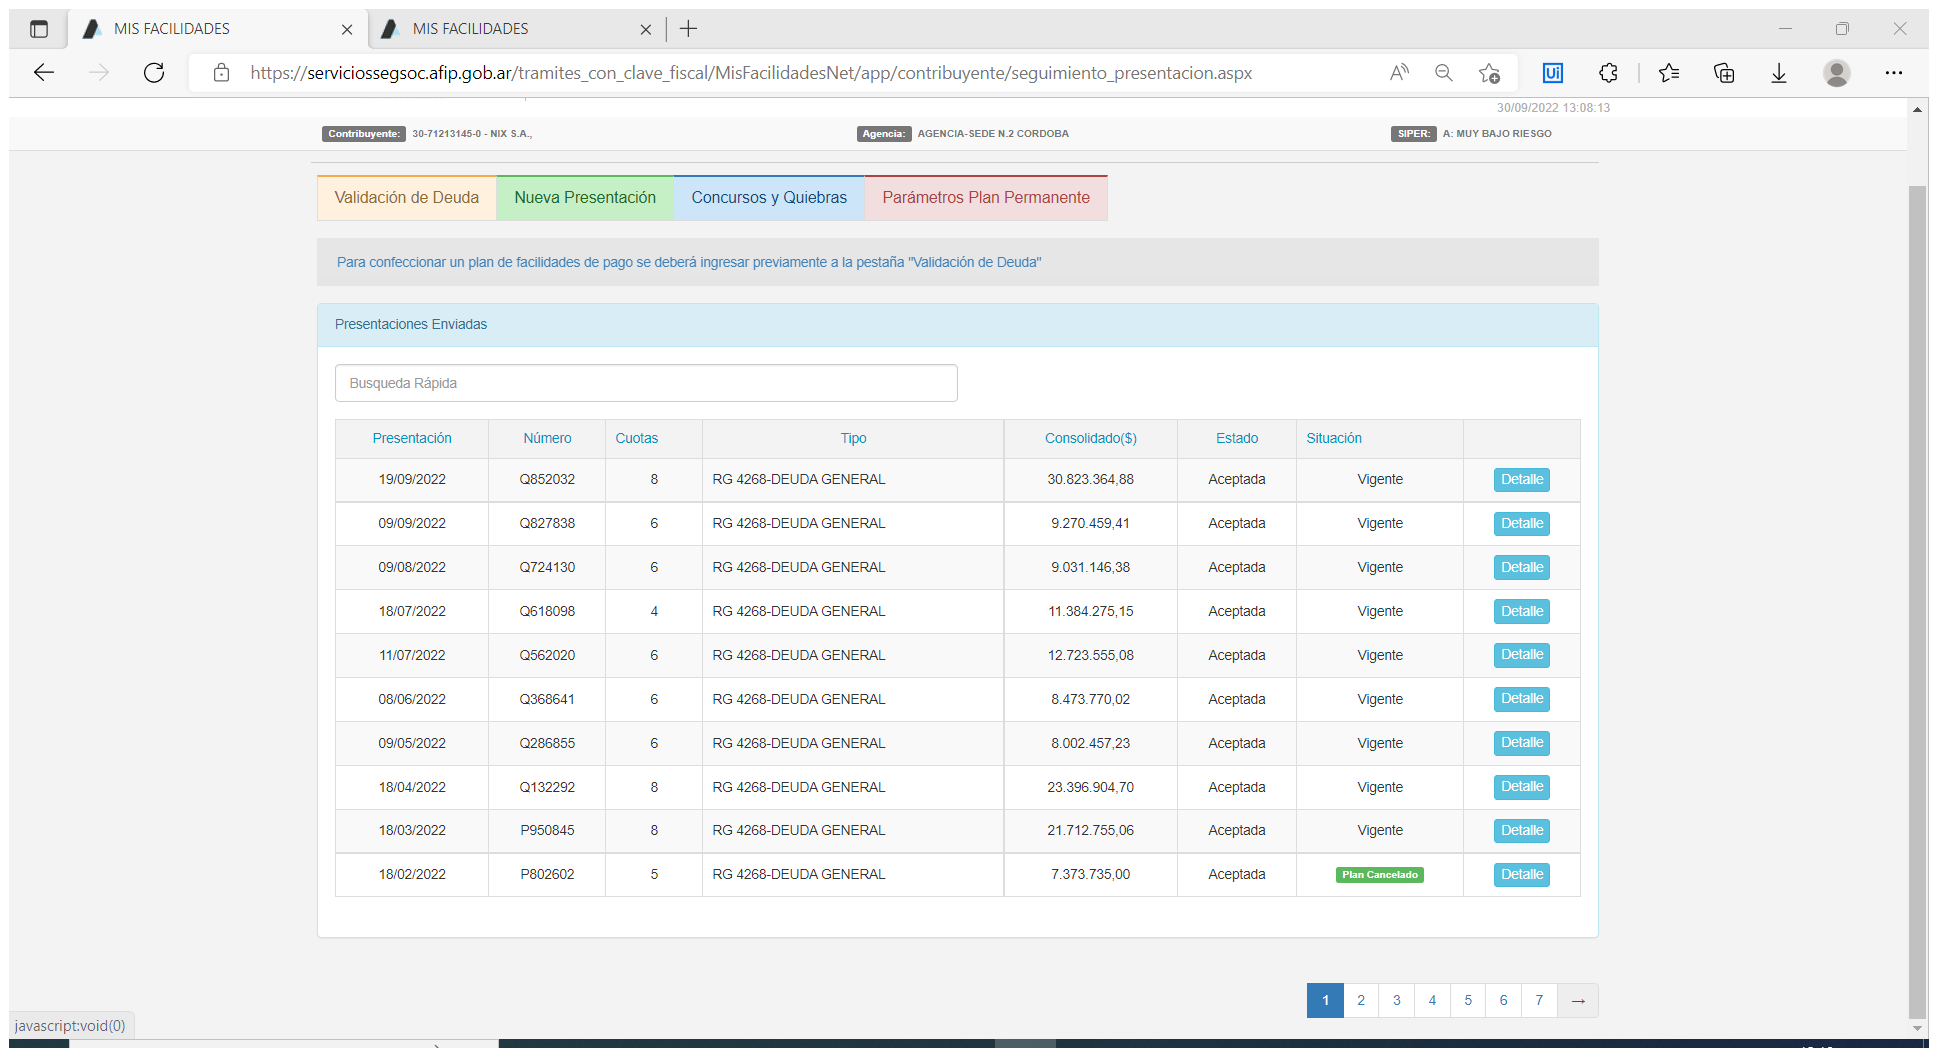 MIS FACILIDADES
MIS FACILIDADES
https://serviciossegsoc.afip.gob.ar/tramites_con_clave_fiscal/MisFacilidadesNet/app/contribuyente/seguimiento_presentacion.aspx
30/09/2022 13:08:13
Contribuyente: 30-71213145-0 - NIX S.A., Agencia: AGENCIA-SEDE N.2 CORDOBA SIPER: A: MUY BAJO RIESGO
Validación de Deuda Nueva Presentación Concursos y Quiebras Parámetros Plan Permanente
Para confeccionar un plan de facilidades de pago se deberá ingresar previamente a la pestaña "Validación de Deuda"
Presentaciones Enviadas
Busqueda Rápida
Presentación Número Cuotas Tipo Consolidado($) Estado Situación
19/09/2022 Q852032 8 RG 4268-DEUDA GENERAL 30.823.364,88 Aceptada Vigente Detalle
09/09/2022 Q827838 6 RG 4268-DEUDA GENERAL 9.270.459,41 Aceptada Vigente Detalle
09/08/2022 Q724130 6 RG 4268-DEUDA GENERAL 9.031.146,38 Aceptada Vigente Detalle
18/07/2022 Q618098 4 RG 4268-DEUDA GENERAL 11.384.275,15 Aceptada Vigente Detalle
11/07/2022 Q562020 6 RG 4268-DEUDA GENERAL 12.723.555,08 Aceptada Vigente Detalle
08/06/2022 Q368641 6 RG 4268-DEUDA GENERAL 8.473.770,02 Aceptada Vigente Detalle
09/05/2022 Q286855 6 RG 4268-DEUDA GENERAL 8.002.457,23 Aceptada Vigente Detalle
18/04/2022 Q132292 8 RG 4268-DEUDA GENERAL 23.396.904,70 Aceptada Vigente Detalle
18/03/2022 P950845 8 RG 4268-DEUDA GENERAL 21.712.755,06 Aceptada Vigente Detalle
18/02/2022 P802602 5 RG 4268-DEUDA GENERAL 7.373.735,00 Aceptada Plan Cancelado Detalle
1 2 3 4 5 6 7 →
javascript:void(0)